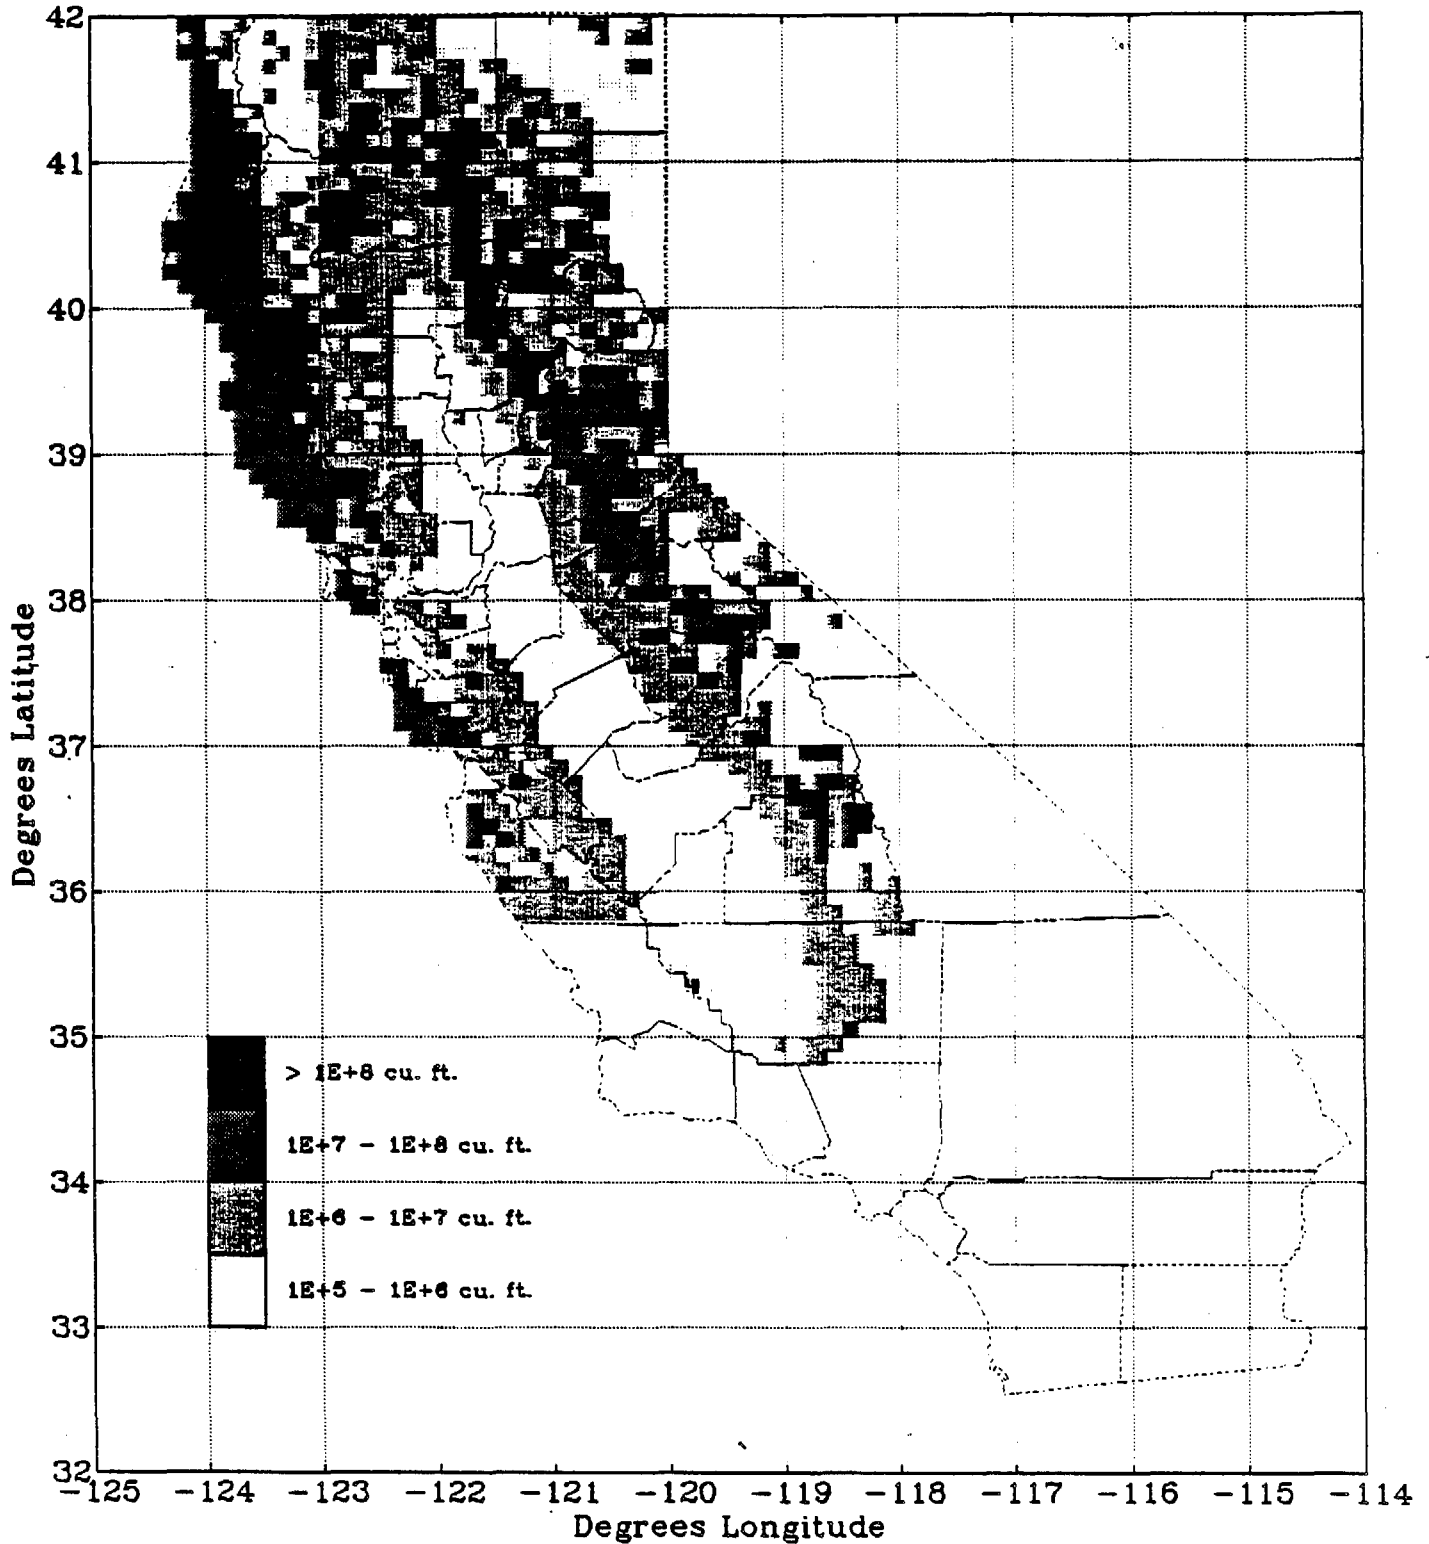 42
41
40
39
38
37
36
35
34
33
32
Degrees Latitude
> 1E+8 cu. ft.
1E+7 - 1E+8 cu. ft.
1E+6 - 1E+7 cu. ft.
1E+5 - 1E+6 cu. ft.
-125 -124 -123 -122 -121 -120 -119 -118 -117 -116 -115 -114
Degrees Longitude